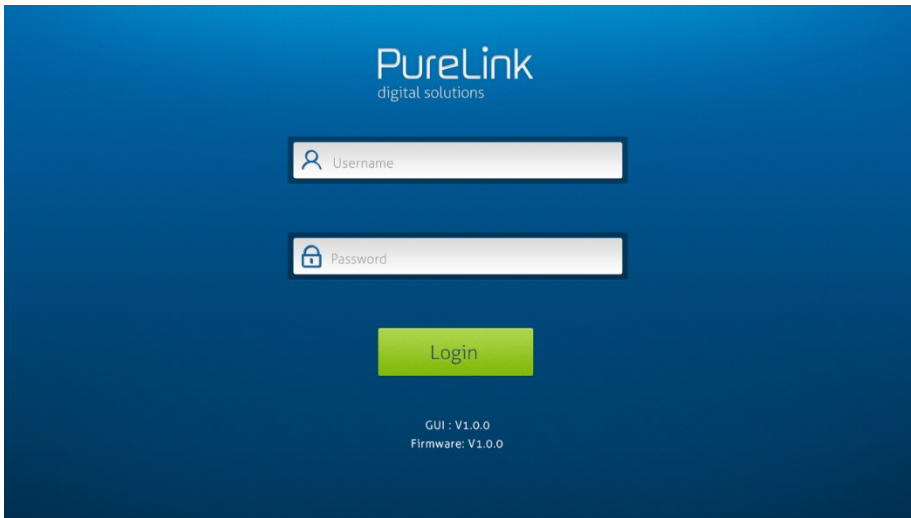 PureLink
digital solutions
Username
Password
Login
GUI : V1.0.0
Firmware: V1.0.0